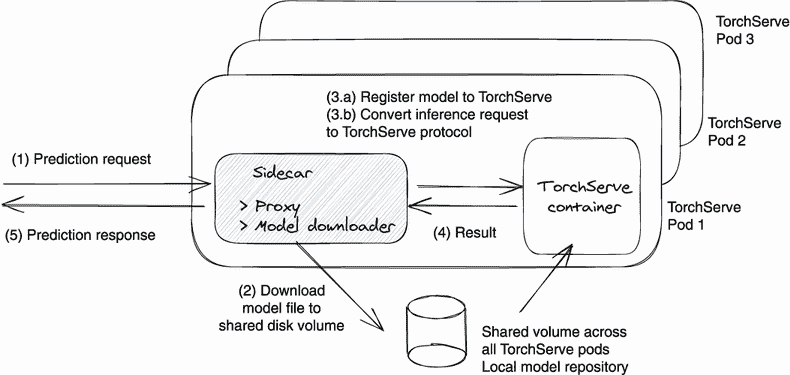 TorchServe
Pod 3
TorchServe
Pod 2
(3.a) Register model to TorchServe
(3.b) Convert inference request
to TorchServe protocol
(1) Prediction request
Sidecar
> Proxy
> Model downloader
TorchServe
container
TorchServe
Pod 1
(5) Prediction response
(4) Result
(2) Download
model file to
shared disk volume
Shared volume across
all TorchServe pods
Local model repository